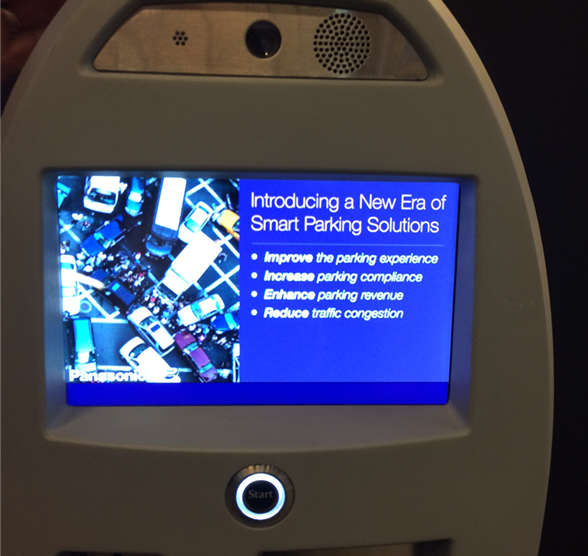 Introducing a New Era of
Smart Parking Solutions
• Improve the parking experience
• Increase parking compliance
• Enhance parking revenue
• Reduce traffic congestion
Panasonic
Start